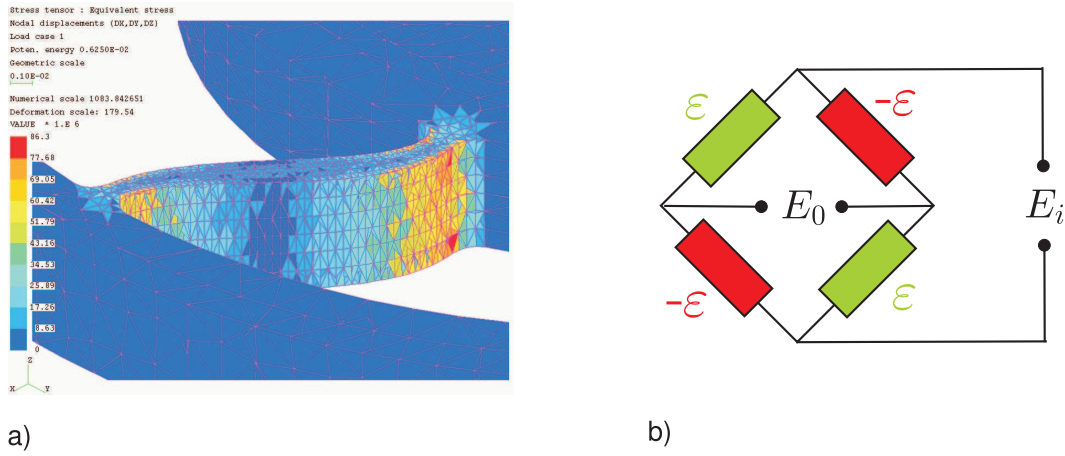 Stress tensor : Equivalent stress
Nodal displacements (DX,DY,DZ)
Load case 1
Poten. energy 0.6250E-02
Geometric scale
0.10E-02
Numerical scale 1083.842651
Deformation scale: 179.54
VALUE * 1.E 6
86.3
77.68
69.05
60.42
51.79
43.16
34.53
25.89
17.26
8.63
0
Z
X Y
a)
ε -ε
E₀ Eᵢ
-ε ε
b)